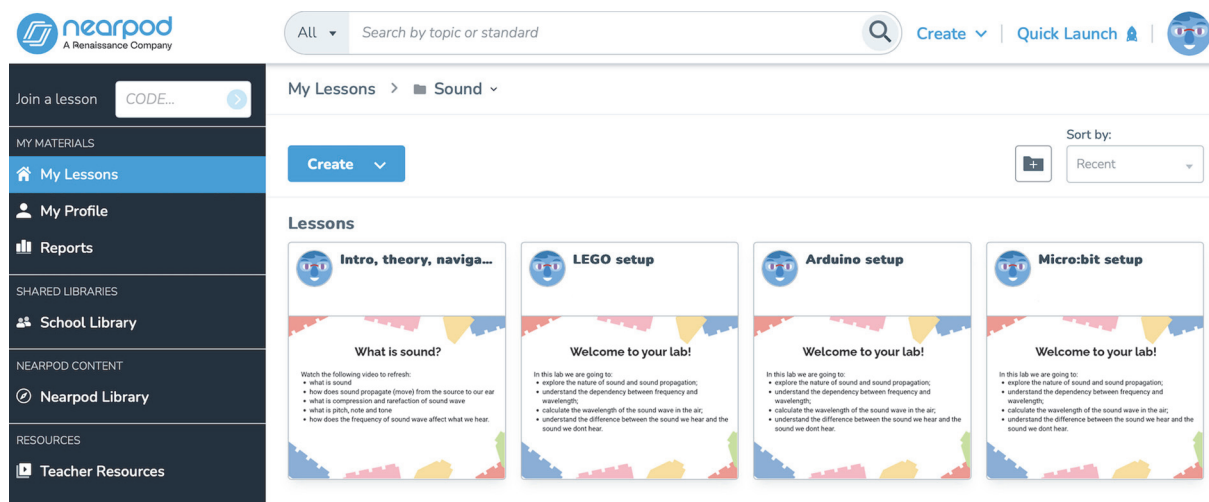 nearpod
A Renaissance Company
All
Search by topic or standard
Create
Quick Launch
Join a lesson
CODE...
MY MATERIALS
My Lessons
My Profile
Reports
SHARED LIBRARIES
School Library
NEARPOD CONTENT
Nearpod Library
RESOURCES
Teacher Resources
My Lessons > Sound
Create
Sort by:
Recent
Lessons
Intro, theory, naviga...
What is sound?
Watch the following video to refresh:
• what is sound
• how does sound propagate (move) from the source to our ear
• what is compression and rarefaction of sound wave
• what is pitch, note and tone
• how does the frequency of sound wave affect what we hear.
LEGO setup
Welcome to your lab!
In this lab we are going to:
• explore the nature of sound and sound propagation;
• understand the dependency between frequency and
wavelength;
• calculate the wavelength of the sound wave in the air;
• understand the difference between the sound we hear and the
sound we dont hear.
Arduino setup
Welcome to your lab!
In this lab we are going to:
• explore the nature of sound and sound propagation;
• understand the dependency between frequency and
wavelength;
• calculate the wavelength of the sound wave in the air;
• understand the difference between the sound we hear and the
sound we dont hear.
Micro:bit setup
Welcome to your lab!
In this lab we are going to:
• explore the nature of sound and sound propagation;
• understand the dependency between frequency and
wavelength;
• calculate the wavelength of the sound wave in the air;
• understand the difference between the sound we hear and the
sound we dont hear.